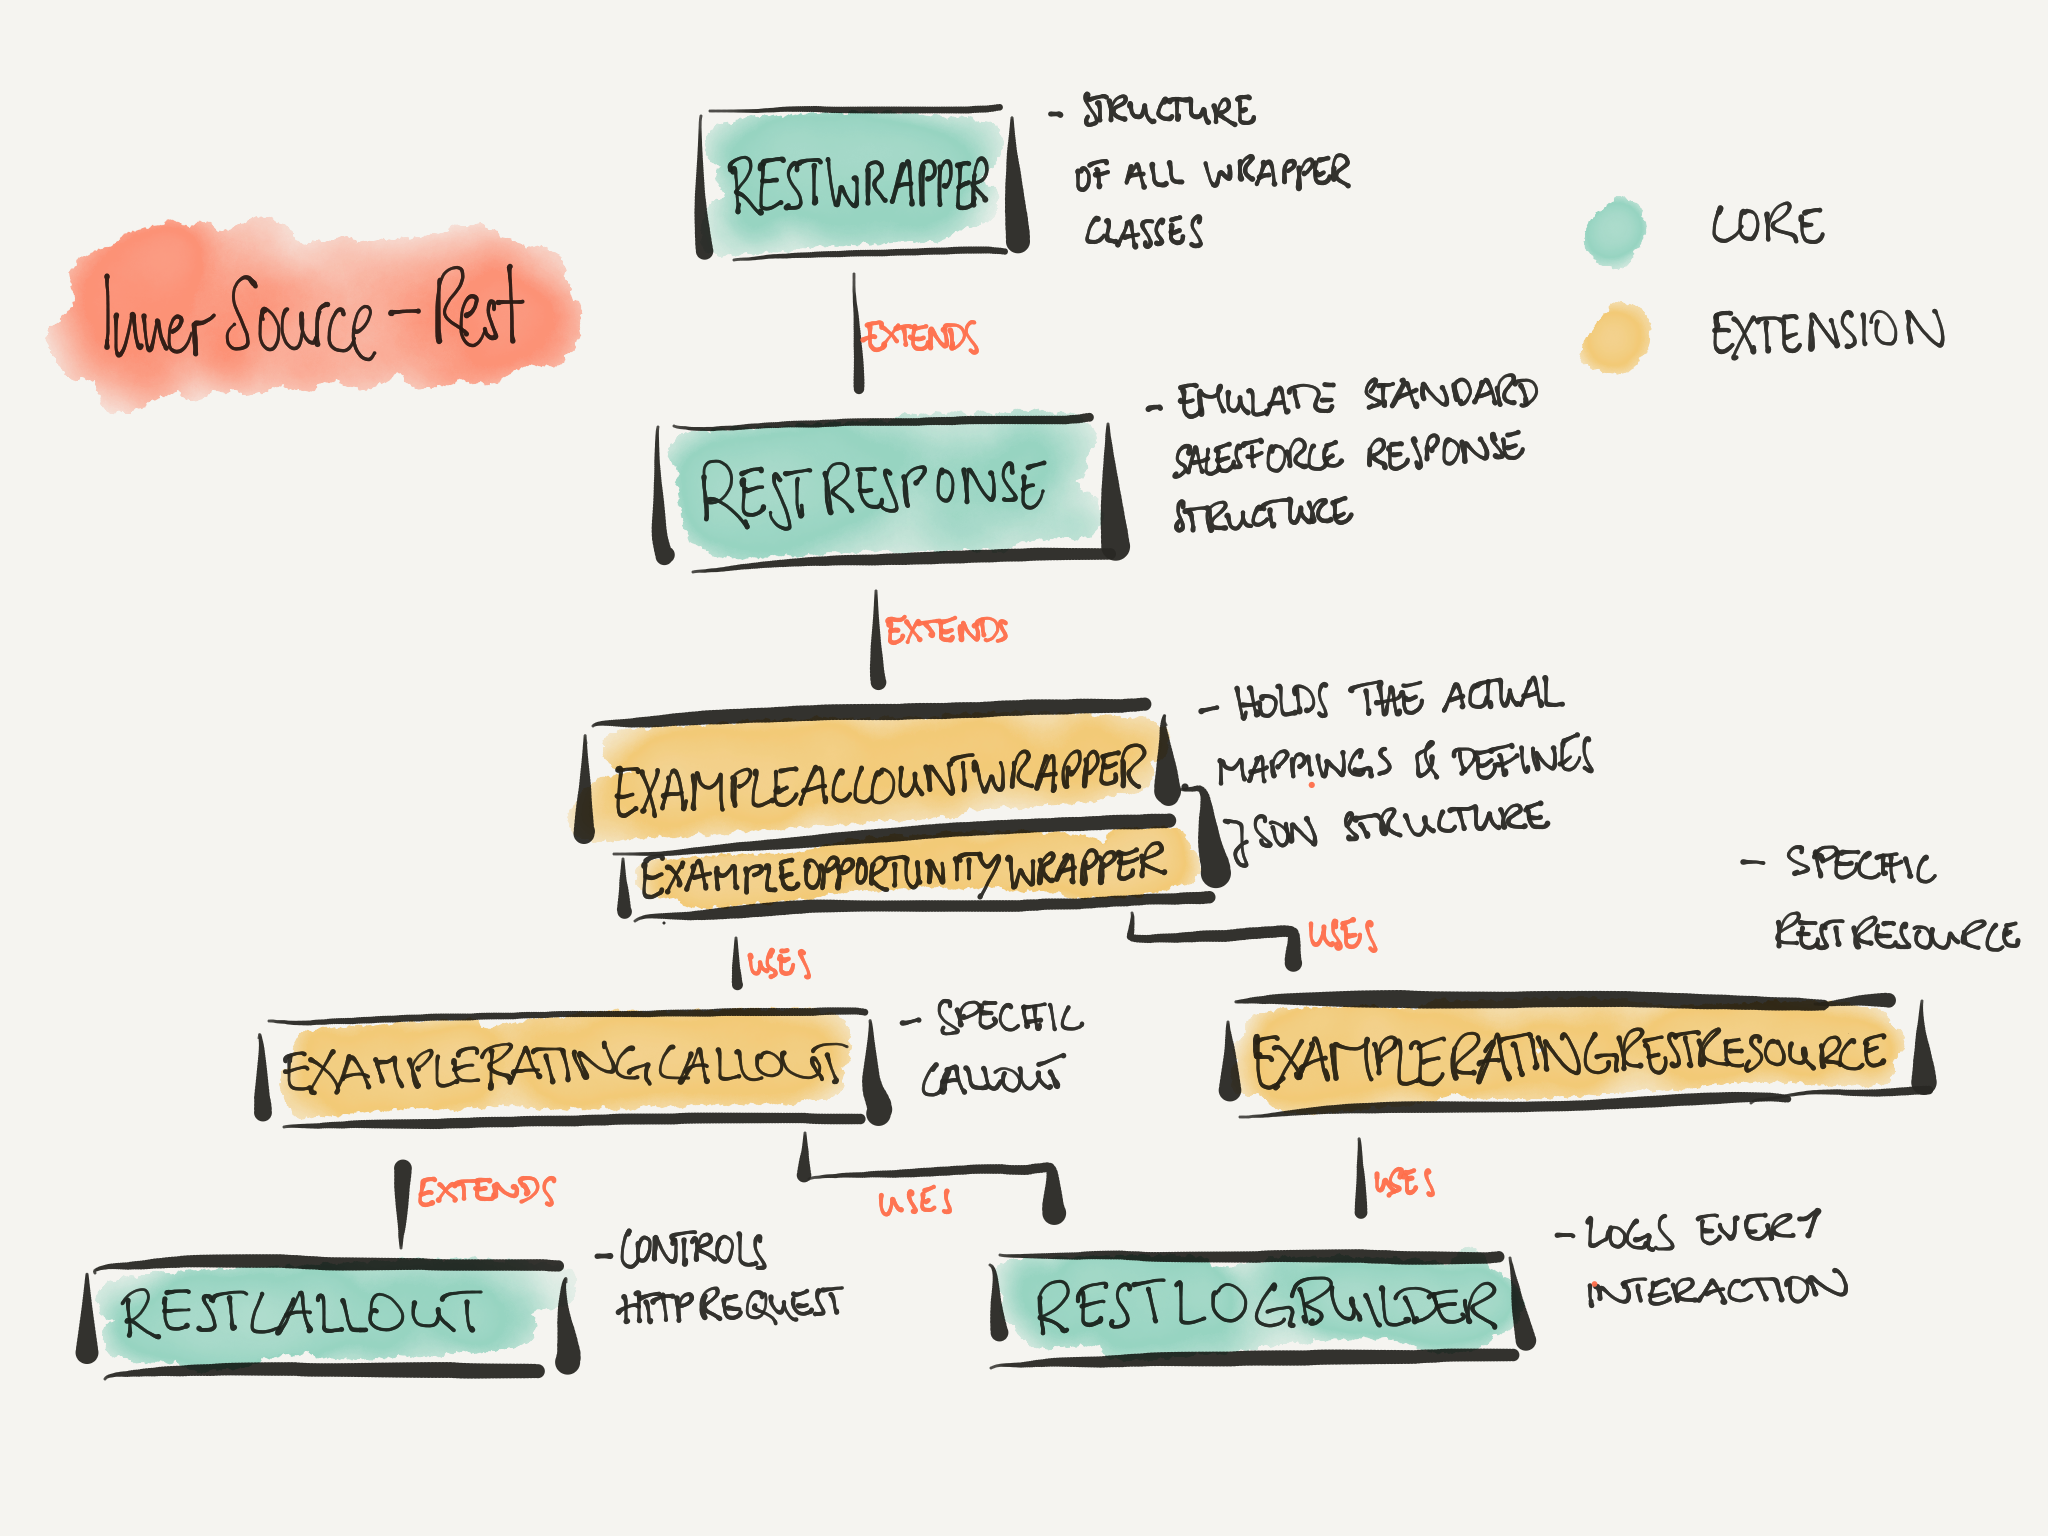 InnerSource-Rest
RESTWRAPPER
- STRUCTURE
OF ALL WRAPPER
CLASSES
CORE
EXTENSION
EXTENDS
RESTRESPONSE
- EMULATE STANDARD
SALESFORCE RESPONSE
STRUCTURE
EXTENDS
EXAMPLEACCOUNTWRAPPER
EXAMPLEOPPORTUNITYWRAPPER
- HOLDS THE ACTUAL
MAPPINGS & DEFINES
JSON STRUCTURE
USES
USES
- SPECIFIC
RESTRESOURCE
EXAMPLERATINGCALLOUT
- SPECIFIC
CALLOUT
EXAMPLERATINGRESTRESOURCE
EXTENDS
USES
USES
RESTCALLOUT
- CONTROLS
HTTPREQUEST
RESTLOGBUILDER
- LOGS EVERY
INTERACTION